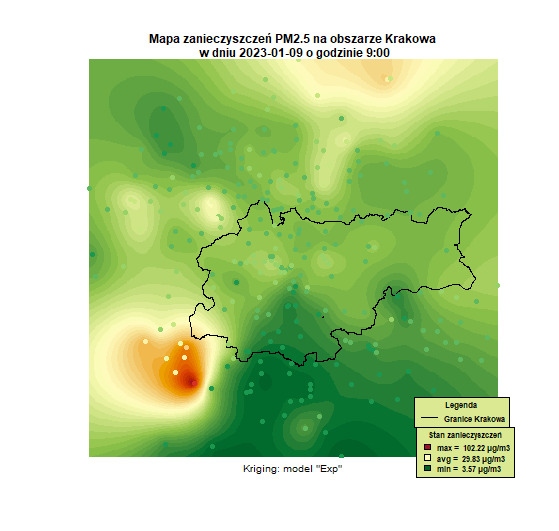 Mapa zanieczyszczeń PM2.5 na obszarze Krakowa
w dniu 2023-01-09 o godzinie 9:00
Legenda
Granice Krakowa
Stan zanieczyszczeń
max = 102.22 µg/m3
avg = 29.83 µg/m3
min = 3.57 µg/m3
Kriging: model "Exp"